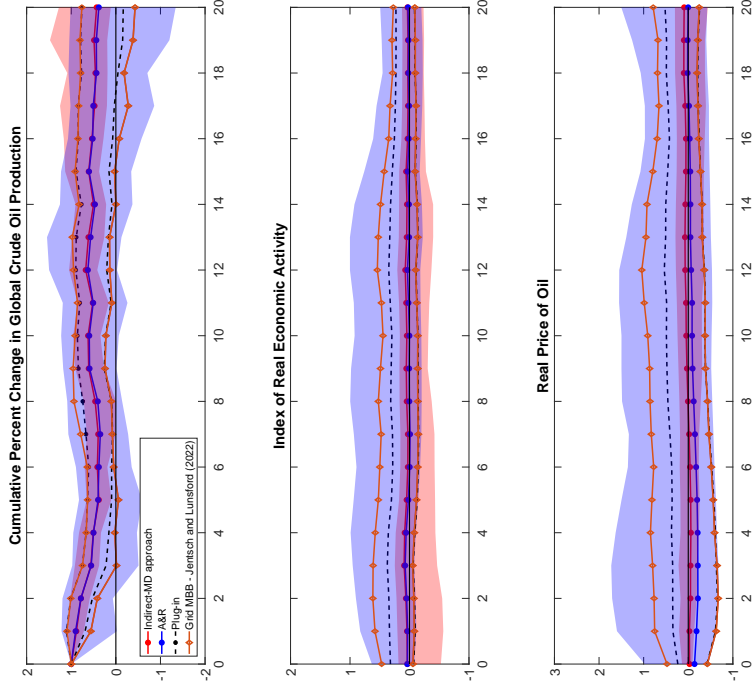 Cumulative Percent Change in Global Crude Oil Production
2
1
0
-1
-2
0 2 4 6 8 10 12 14 16 18 20
Indirect-MD approach
A&R
Plug-in
Grid MBB - Jentsch and Lunsford (2022)
Index of Real Economic Activity
2
1
0
-1
0 2 4 6 8 10 12 14 16 18 20
Real Price of Oil
3
2
1
0
-1
0 2 4 6 8 10 12 14 16 18 20